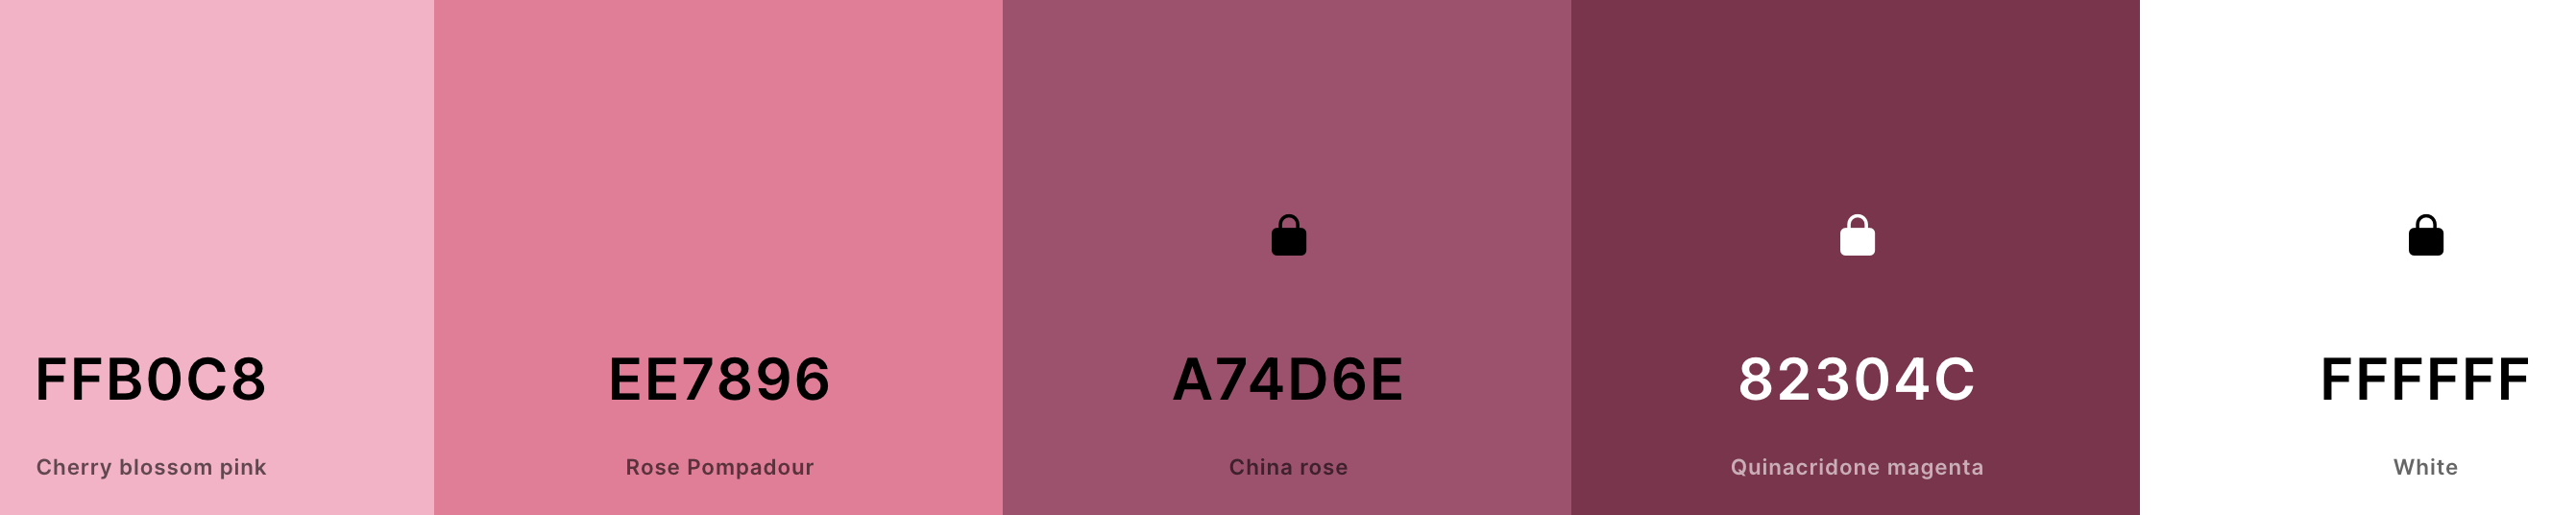 FFB0C8
EE7896
A74D6E
82304C
FFFFFF
Cherry blossom pink
Rose Pompadour
China rose
Quinacridone magenta
White